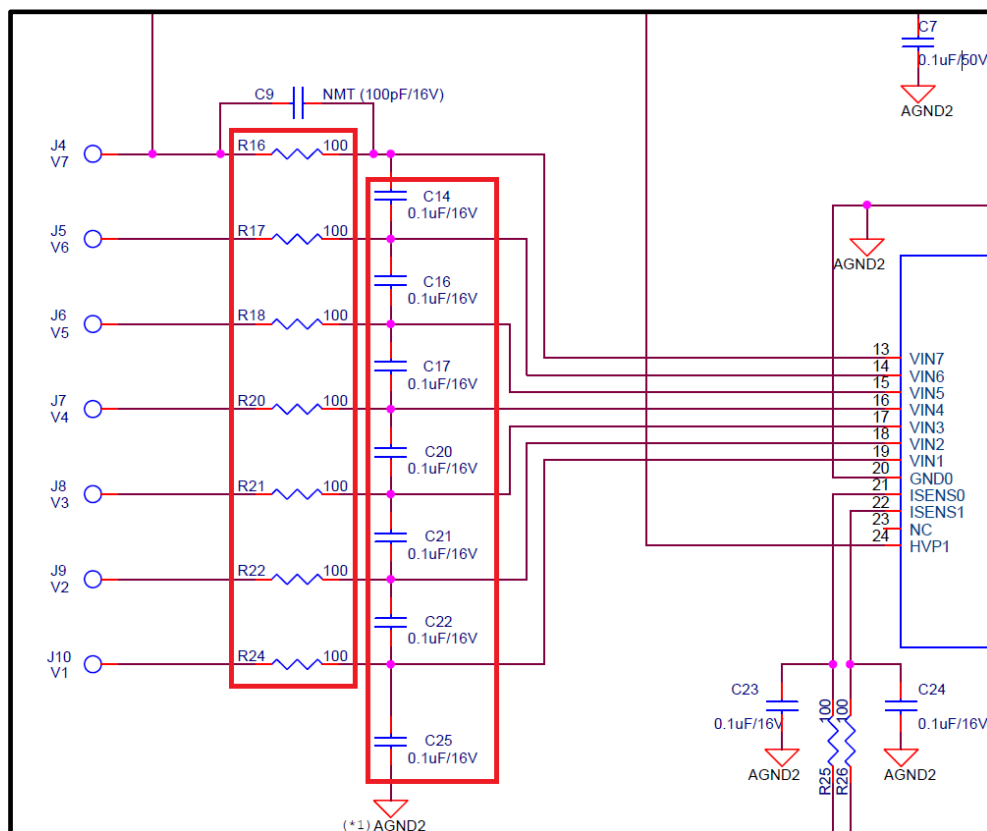 C7
0.1uF/50V
AGND2
C9 NMT (100pF/16V)
J4
V7
R16 100
C14
0.1uF/16V
J5
V6
R17 100
AGND2
C16
0.1uF/16V
J6
V5
R18 100
C17
0.1uF/16V
13 VIN7
14 VIN6
15 VIN5
16 VIN4
17 VIN3
18 VIN2
19 VIN1
20 GND0
21 ISENS0
22 ISENS1
23 NC
24 HVP1
J7
V4
R20 100
C20
0.1uF/16V
J8
V3
R21 100
C21
0.1uF/16V
J9
V2
R22 100
C22
0.1uF/16V
J10
V1
R24 100
C25
0.1uF/16V
(*1) AGND2
C23
0.1uF/16V
AGND2
R25 100
R26 100
C24
0.1uF/16V
AGND2